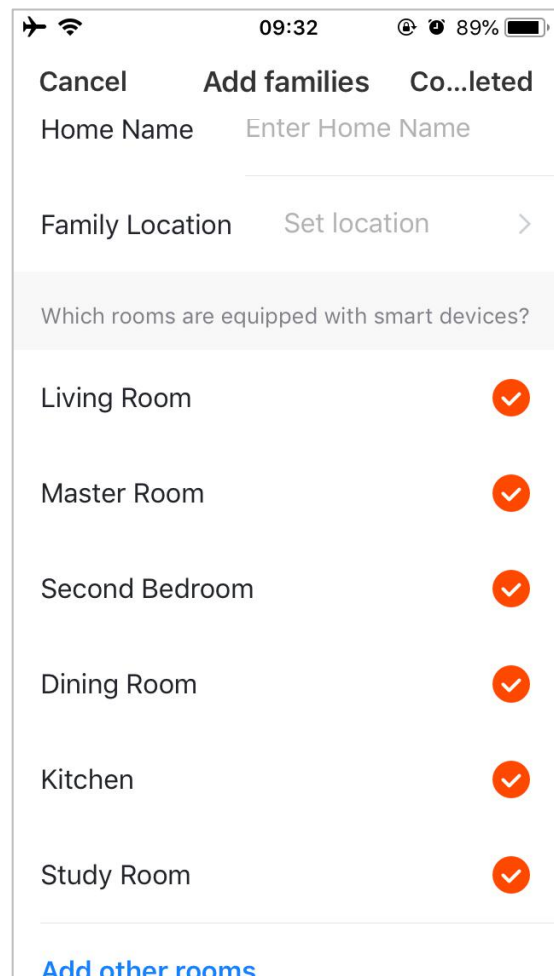 09:32 89%
Cancel Add families Co...leted
Home Name Enter Home Name
Family Location Set location
Which rooms are equipped with smart devices?
Living Room
Master Room
Second Bedroom
Dining Room
Kitchen
Study Room
Add other rooms